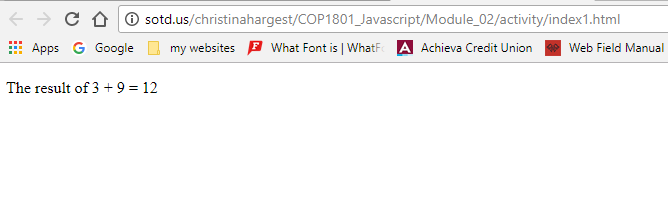 sotd.us/christinahargest/COP1801_Javascript/Module_02/activity/index1.html
Apps Google my websites What Font is | WhatF Achieva Credit Union Web Field Manual
The result of 3 + 9 = 12